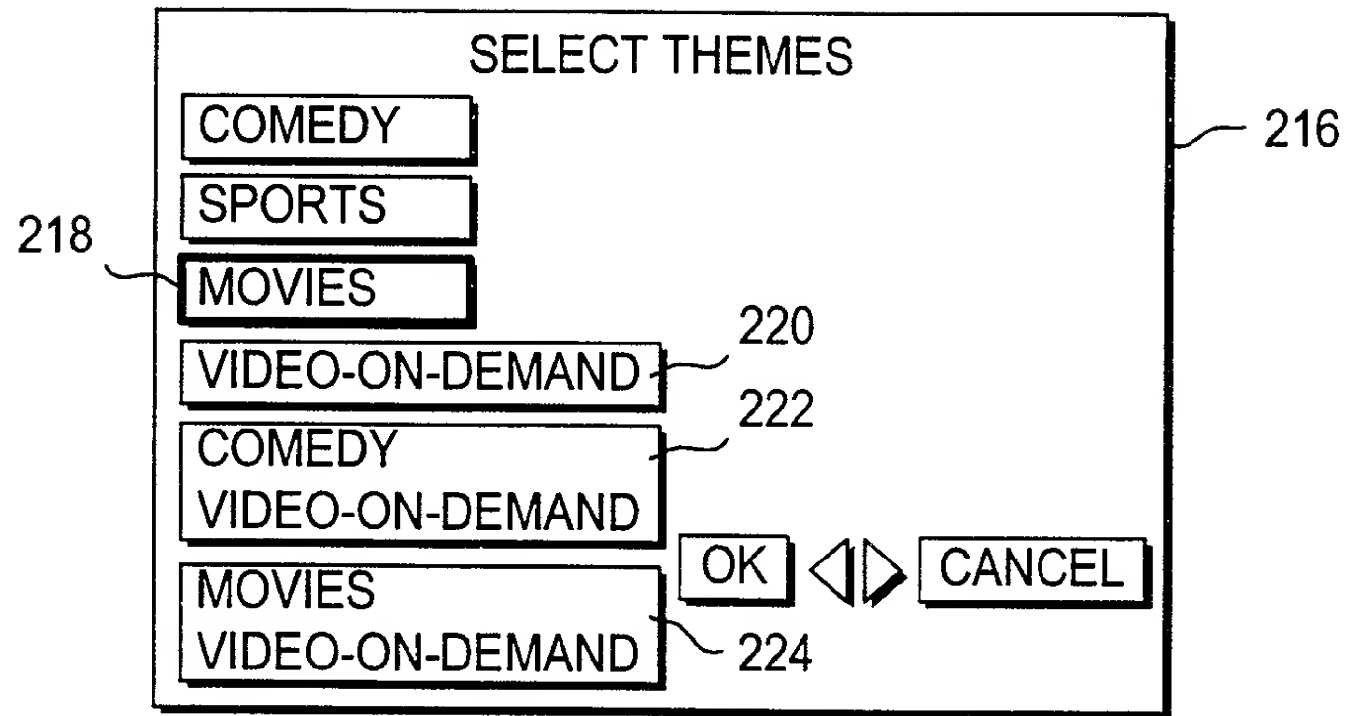 SELECT THEMES
COMEDY
216
SPORTS
218
MOVIES
220
VIDEO-ON-DEMAND
222
COMEDY
VIDEO-ON-DEMAND
OK CANCEL
MOVIES
VIDEO-ON-DEMAND
224